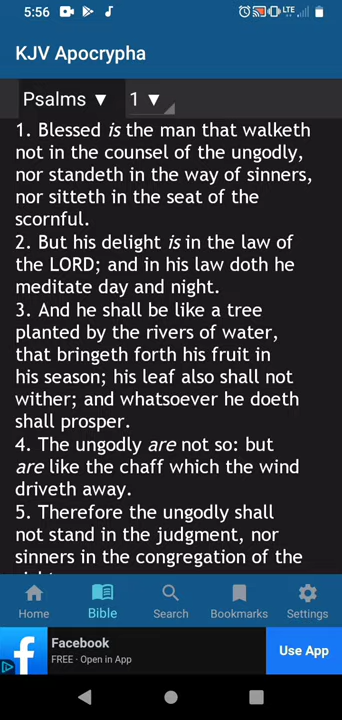 5:56
LTE
KJV Apocrypha
Psalms ▼ 1 ▼
1. Blessed is the man that walketh
not in the counsel of the ungodly,
nor standeth in the way of sinners,
nor sitteth in the seat of the
scornful.
2. But his delight is in the law of
the LORD; and in his law doth he
meditate day and night.
3. And he shall be like a tree
planted by the rivers of water,
that bringeth forth his fruit in
his season; his leaf also shall not
wither; and whatsoever he doeth
shall prosper.
4. The ungodly are not so: but
are like the chaff which the wind
driveth away.
5. Therefore the ungodly shall
not stand in the judgment, nor
sinners in the congregation of the
Home Bible Search Bookmarks Settings
Facebook
FREE · Open in App
Use App